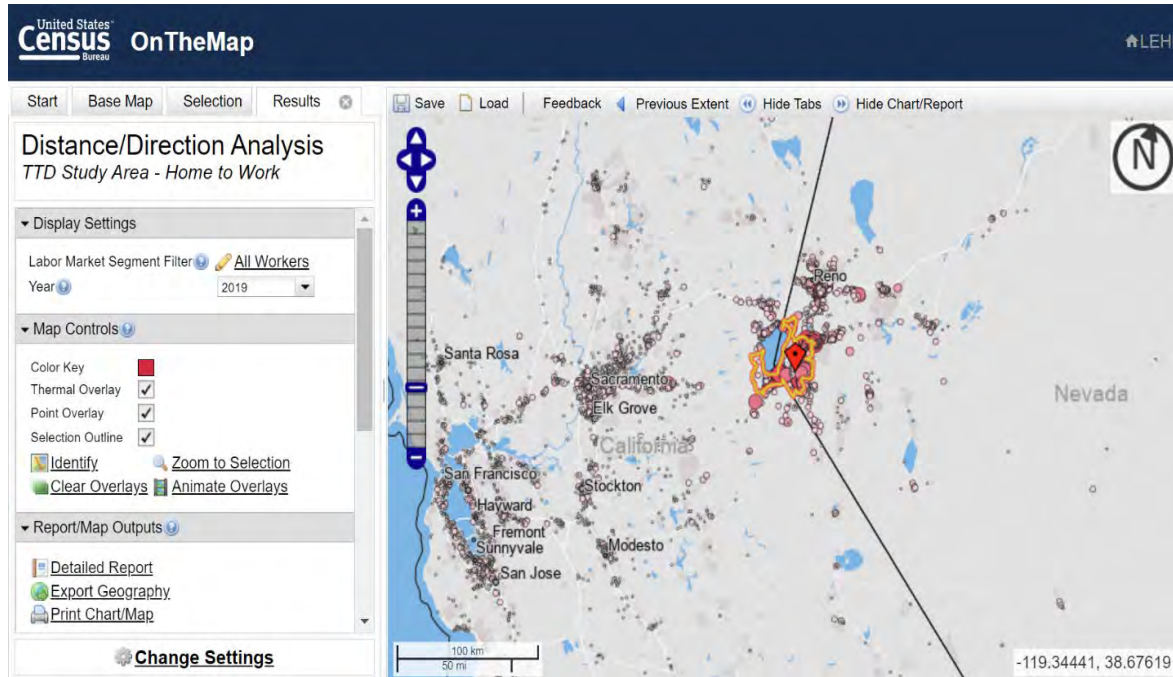 United States®
Census
Bureau
OnTheMap
LEH
Start
Base Map
Selection
Results
Save
Load
Feedback
Previous Extent
Hide Tabs
Hide Chart/Report
Distance/Direction Analysis
TTD Study Area - Home to Work
Display Settings
Labor Market Segment Filter All Workers
Year 2019
Map Controls
Color Key
Thermal Overlay
Point Overlay
Selection Outline
Identify Zoom to Selection
Clear Overlays Animate Overlays
Report/Map Outputs
Detailed Report
Export Geography
Print Chart/Map
Change Settings
N
Reno
Santa Rosa
Sacramento
Elk Grove
Nevada
California
San Francisco
Stockton
Hayward
Fremont
Sunnyvale
Modesto
San Jose
100 km
50 mi
-119.34441, 38.67619